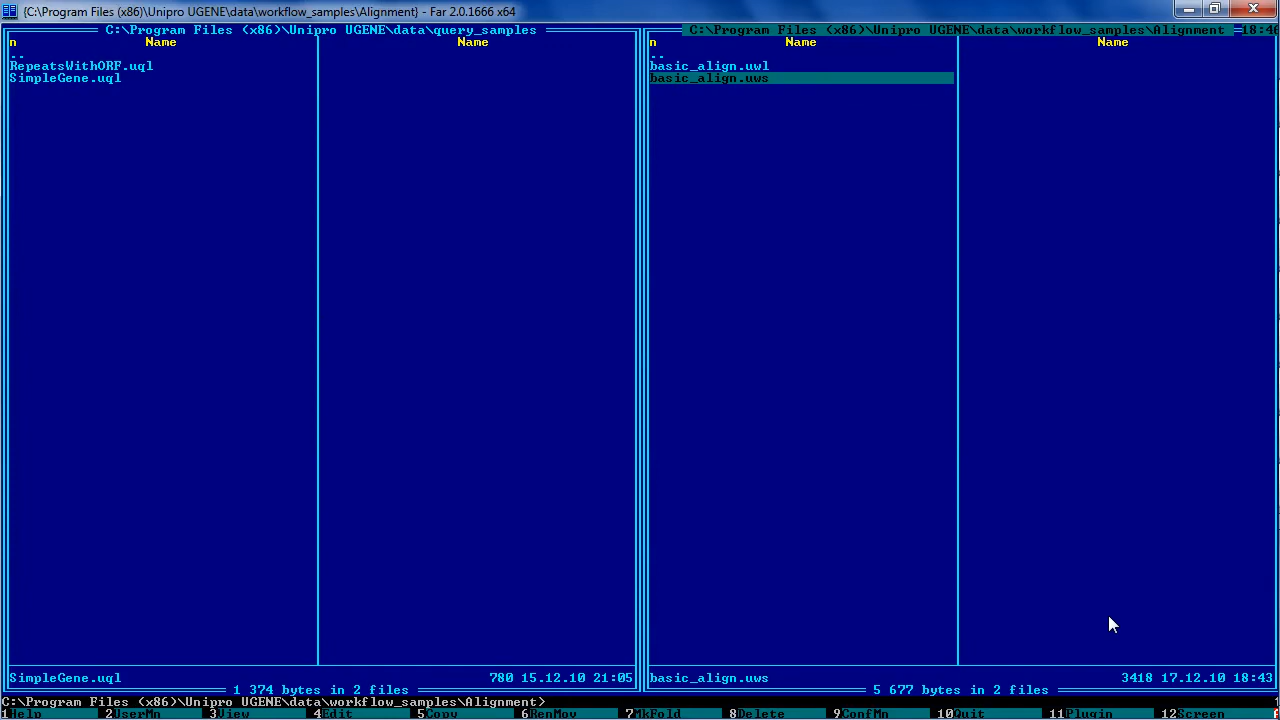 {C:\Program Files (x86)\Unipro UGENE\data\workflow_samples\Alignment} - Far 2.0.1666 x64
C:\Program Files (x86)\Unipro UGENE\data\query_samples
n Name Name
..
RepeatsWithORF.uql
SimpleGene.uql
SimpleGene.uql 780 15.12.10 21:05
1 374 bytes in 2 files
C:\Program Files (x86)\Unipro UGENE\data\workflow_samples\Alignment 18:46
n Name Name
..
basic_align.uwl
basic_align.uws
basic_align.uws 3418 17.12.10 18:43
5 677 bytes in 2 files
C:\Program Files (x86)\Unipro UGENE\data\workflow_samples\Alignment>
1Help 2UserMn 3View 4Edit 5Copy 6RenMov 7MkFold 8Delete 9ConfMn 10Quit 11Plugin 12Screen